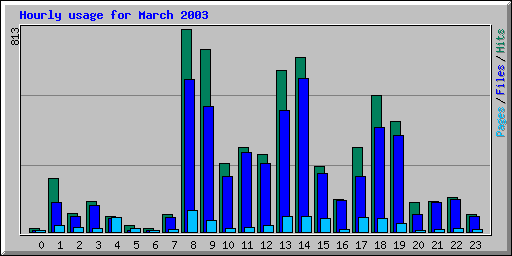 Hourly usage for March 2003
813
Pages / Files / Hits
0 1 2 3 4 5 6 7 8 9 10 11 12 13 14 15 16 17 18 19 20 21 22 23